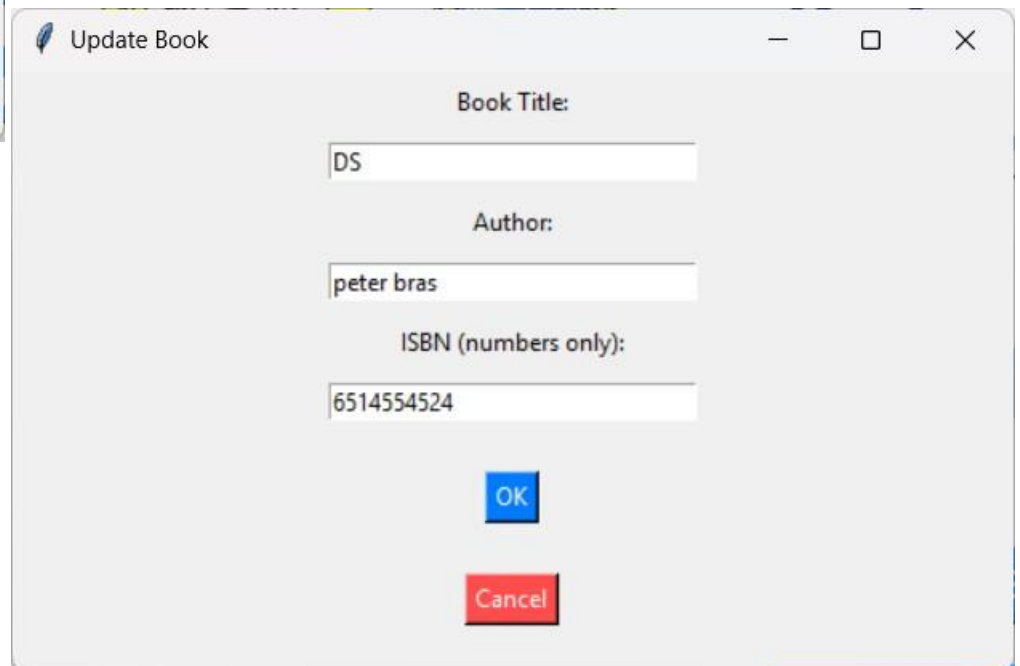 Update Book
Book Title:
DS
Author:
peter bras
ISBN (numbers only):
6514554524
OK
Cancel